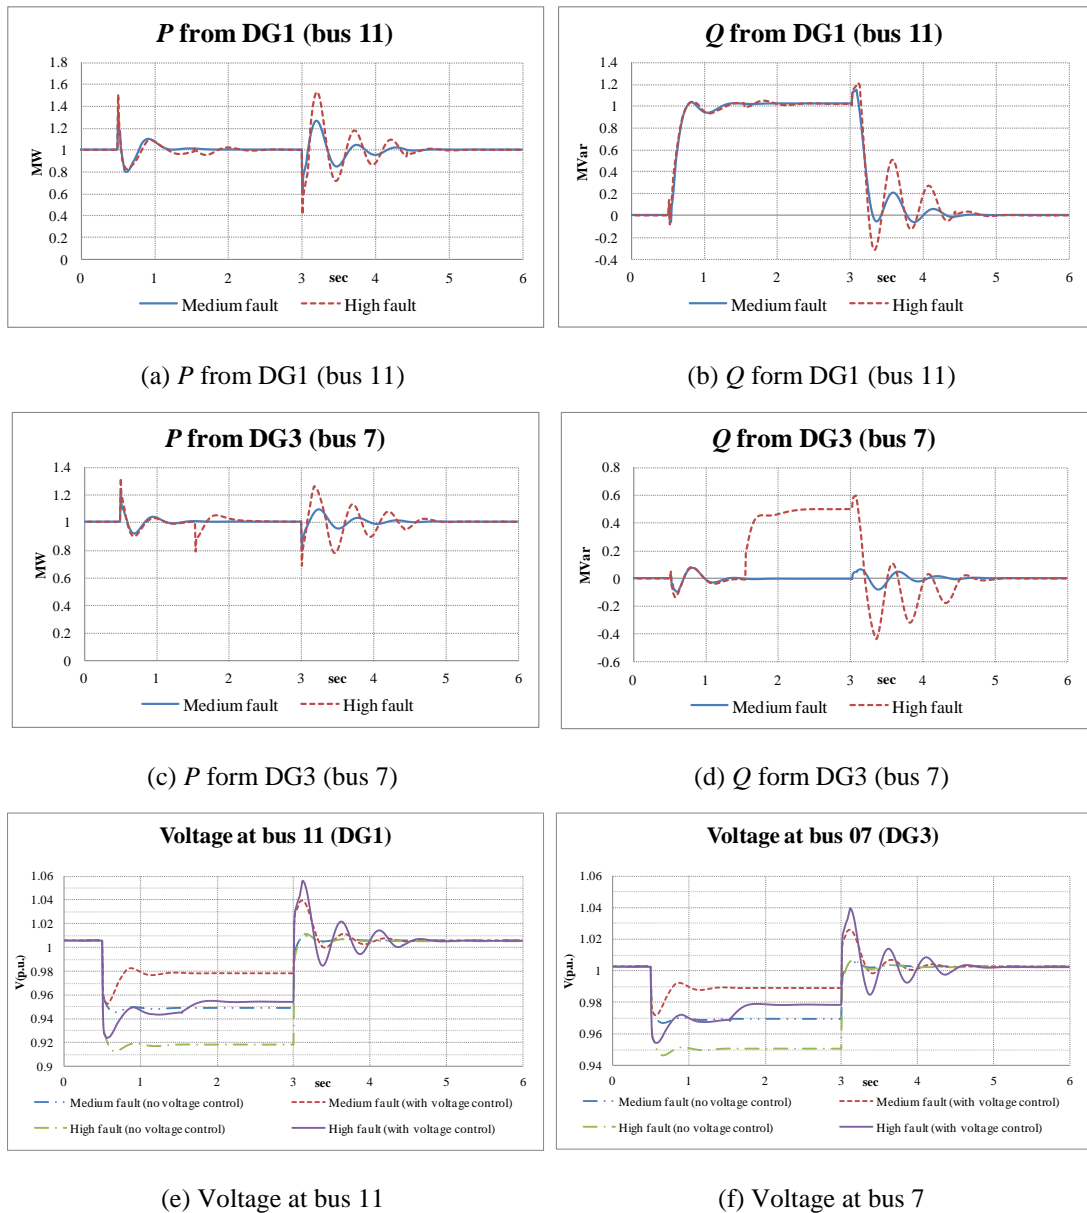 P from DG1 (bus 11)
1.8
1.6
1.4
1.2
1.0
0.8
0.6
0.4
0.2
0
MW
0 1 2 3 sec 4 5 6
Medium fault High fault
(a) P from DG1 (bus 11)
Q from DG1 (bus 11)
1.4
1.2
1.0
0.8
0.6
0.4
0.2
0
-0.2
-0.4
MVar
0 1 2 3 sec 4 5 6
Medium fault High fault
(b) Q form DG1 (bus 11)
P from DG3 (bus 7)
1.4
1.2
1.0
0.8
0.6
0.4
0.2
0
MW
0 1 2 3 sec 4 5 6
Medium fault High fault
(c) P form DG3 (bus 7)
Q from DG3 (bus 7)
0.8
0.6
0.4
0.2
0
-0.2
-0.4
-0.6
MVar
0 1 2 3 sec 4 5 6
Medium fault High fault
(d) Q form DG3 (bus 7)
Voltage at bus 11 (DG1)
1.06
1.04
1.02
1
0.98
0.96
0.94
0.92
0.9
V(p.u.)
0 1 2 3 sec 4 5 6
Medium fault (no voltage control) Medium fault (with voltage control)
High fault (no voltage control) High fault (with voltage control)
(e) Voltage at bus 11
Voltage at bus 07 (DG3)
1.06
1.04
1.02
1
0.98
0.96
0.94
V(p.u.)
0 1 2 3 sec 4 5 6
Medium fault (no voltage control) Medium fault (with voltage control)
High fault (no voltage control) High fault (with voltage control)
(f) Voltage at bus 7